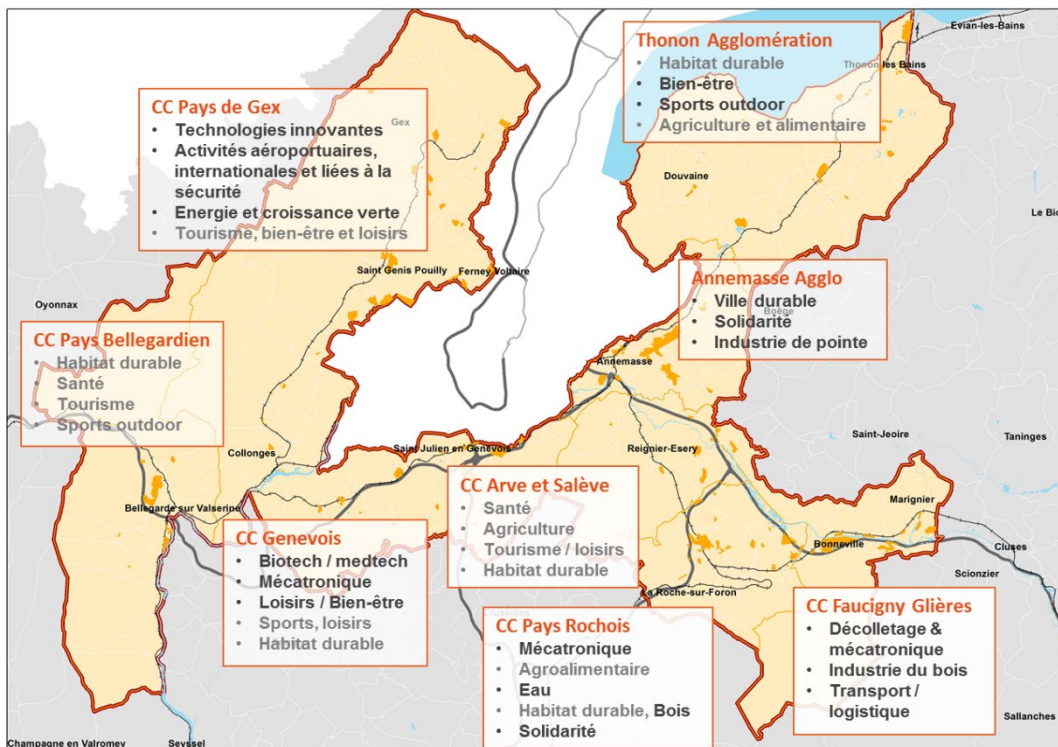 Evian-les-Bains
Thonon Agglomération
• Habitat durable
• Bien-être
• Sports outdoor
• Agriculture et alimentaire
Thonon les Bains
CC Pays de Gex
• Technologies innovantes
• Activités aéroportuaires,
internationales et liées à la
sécurité
• Energie et croissance verte
• Tourisme, bien-être et loisirs
Gex
Douvaine
Le Bio
Saint Genis Pouilly
Ferney Voltaire
Annemasse Agglo
• Ville durable
• Solidarité
• Industrie de pointe
Boëge
Oyonnax
CC Pays Bellegardien
• Habitat durable
• Santé
• Tourisme
• Sports outdoor
Annemasse
Saint-Jeoire
Taninges
Collonges
Saint Julien en Genevois
Reignier-Esery
CC Arve et Salève
• Santé
• Agriculture
• Tourisme / loisirs
• Habitat durable
Marignier
Bellegarde sur Valserine
CC Genevois
• Biotech / medtech
• Mécatronique
• Loisirs / Bien-être
• Sports, loisirs
• Habitat durable
Bonneville
Cluses
Scionzier
La Roche-sur-Foron
Cruseilles
CC Pays Rochois
• Mécatronique
• Agroalimentaire
• Eau
• Habitat durable, Bois
• Solidarité
CC Faucigny Glières
• Décolletage &
mécatronique
• Industrie du bois
• Transport /
logistique
Sallanches
Champagne en Valromey
Seyssel